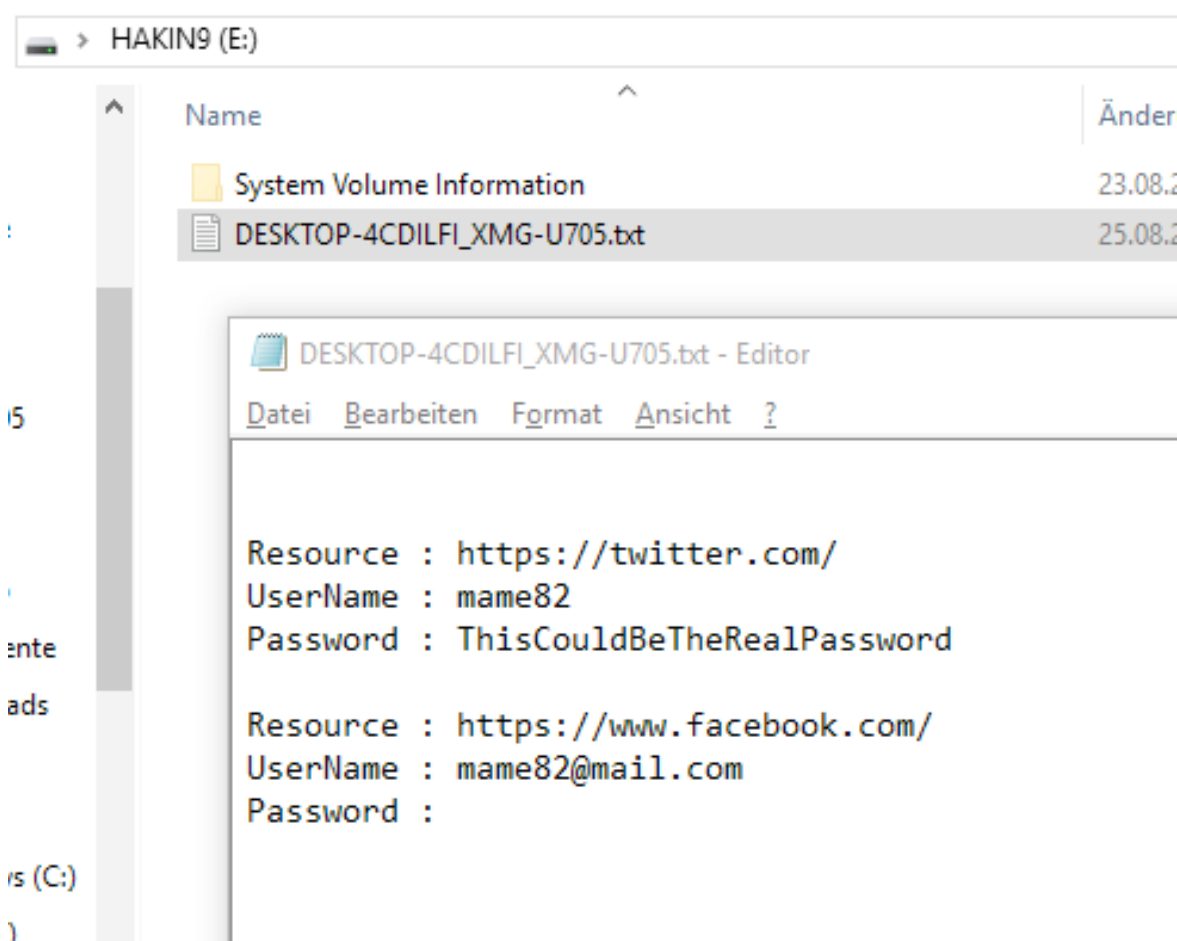 HAKIN9 (E:)
Name
Änder
System Volume Information
23.08.2
DESKTOP-4CDILFI_XMG-U705.txt
25.08.2
DESKTOP-4CDILFI_XMG-U705.txt - Editor
Datei Bearbeiten Format Ansicht ?
05
Resource : https://twitter.com/
UserName : mame82
Password : ThisCouldBeTheRealPassword
ente
ads
Resource : https://www.facebook.com/
UserName : mame82@mail.com
Password :
vs (C:)
)